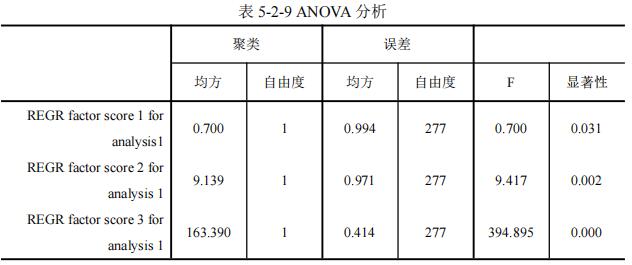 表 5-2-9 ANOVA 分析
聚类 误差
均方 自由度 均方 自由度 F 显著性
REGR factor score 1 for
analysis1
0.700 1 0.994 277 0.700 0.031
REGR factor score 2 for
analysis 1
9.139 1 0.971 277 9.417 0.002
REGR factor score 3 for
analysis 1
163.390 1 0.414 277 394.895 0.000